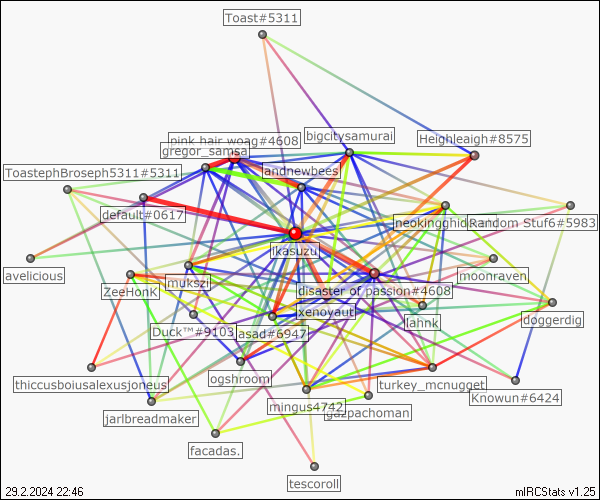 Toast#5311
bigcitysamurai
Heighleaigh#8575
pink hair woag#4608
gregor_samsa
andnewbees
ToastephBroseph5311#5311
default#0617
Random Stuf6#5983
Ikasuzu
avelicious
mukszi
moonraven
ZeeHonk
disaster of passion#4608
xenoyaut
lahnk
doggerdig
Duck™#9103
asad#6947
thiccusboiusalexusjoneus
ogshroom
turkey_mcnugget
Knowun#6424
jarlbreadmaker
mingus4742
gazpachoman
facadas.
tescoroll
29.2.2024 22:46
mIRCStats v1.25